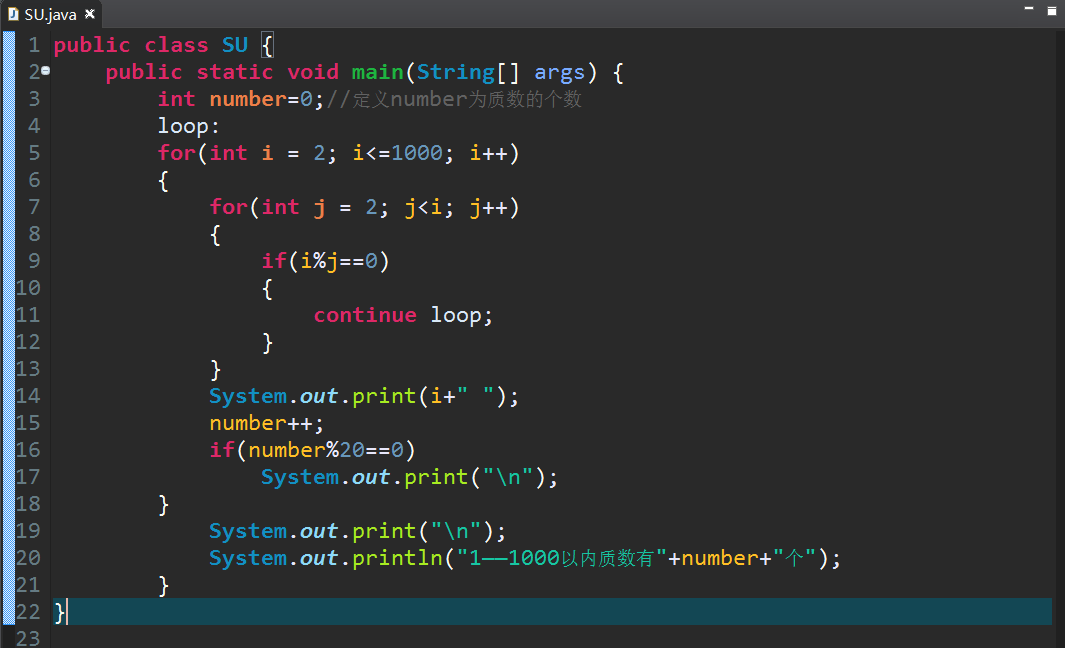 SU.java
1 public class SU {
2 public static void main(String[] args) {
3 int number=0;//定义number为质数的个数
4 loop:
5 for(int i = 2; i<=1000; i++)
6 {
7 for(int j = 2; j<i; j++)
8 {
9 if(i%j==0)
10 {
11 continue loop;
12 }
13 }
14 System.out.print(i+" ");
15 number++;
16 if(number%20==0)
17 System.out.print("\n");
18 }
19 System.out.print("\n");
20 System.out.println("1——1000以内质数有"+number+"个");
21 }
22 }
23